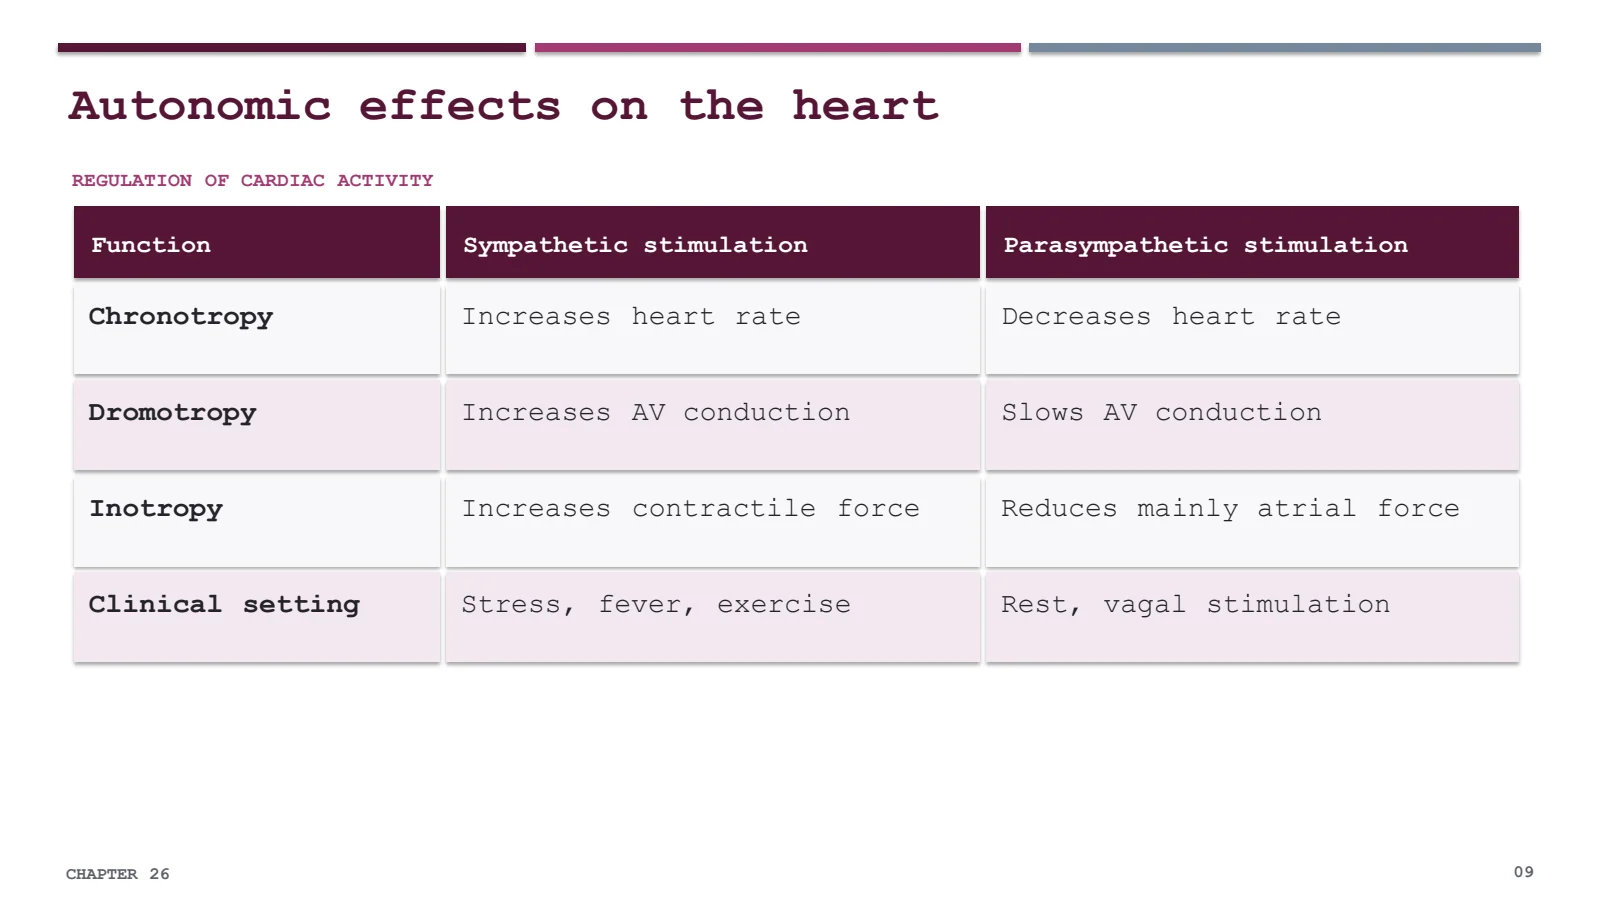 Autonomic effects on the heart
REGULATION OF CARDIAC ACTIVITY
Function Sympathetic stimulation Parasympathetic stimulation
Chronotropy Increases heart rate Decreases heart rate
Dromotropy Increases AV conduction Slows AV conduction
Inotropy Increases contractile force Reduces mainly atrial force
Clinical setting Stress, fever, exercise Rest, vagal stimulation
CHAPTER 26 09